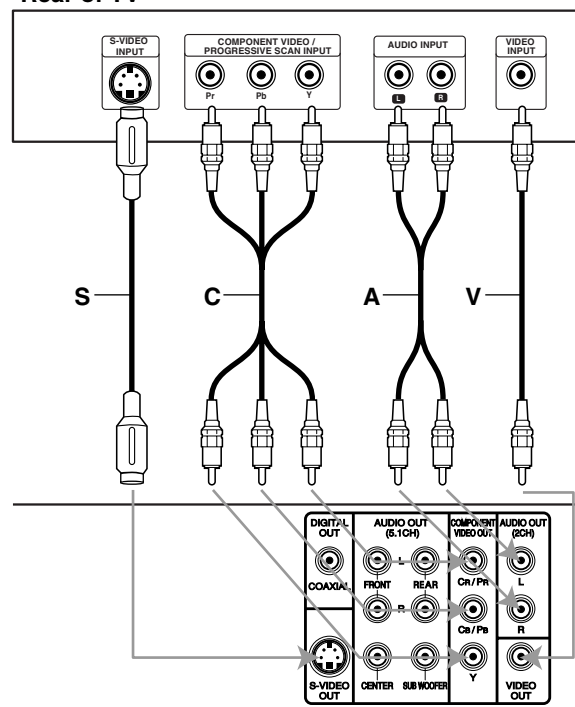 Rear of TV
S-VIDEO
INPUT
COMPONENT VIDEO /
PROGRESSIVE SCAN INPUT
Pr
Pb
Y
AUDIO INPUT
L
R
VIDEO
INPUT
S
C
A
V
DIGITAL
OUT
COAXIAL
S-VIDEO
OUT
AUDIO OUT
(5.1CH)
L
FRONT
REAR
R
CENTER
SUB WOOFER
COMPONENT
VIDEO OUT
CR/PR
CB/PB
Y
AUDIO OUT
(2CH)
L
R
VIDEO
OUT